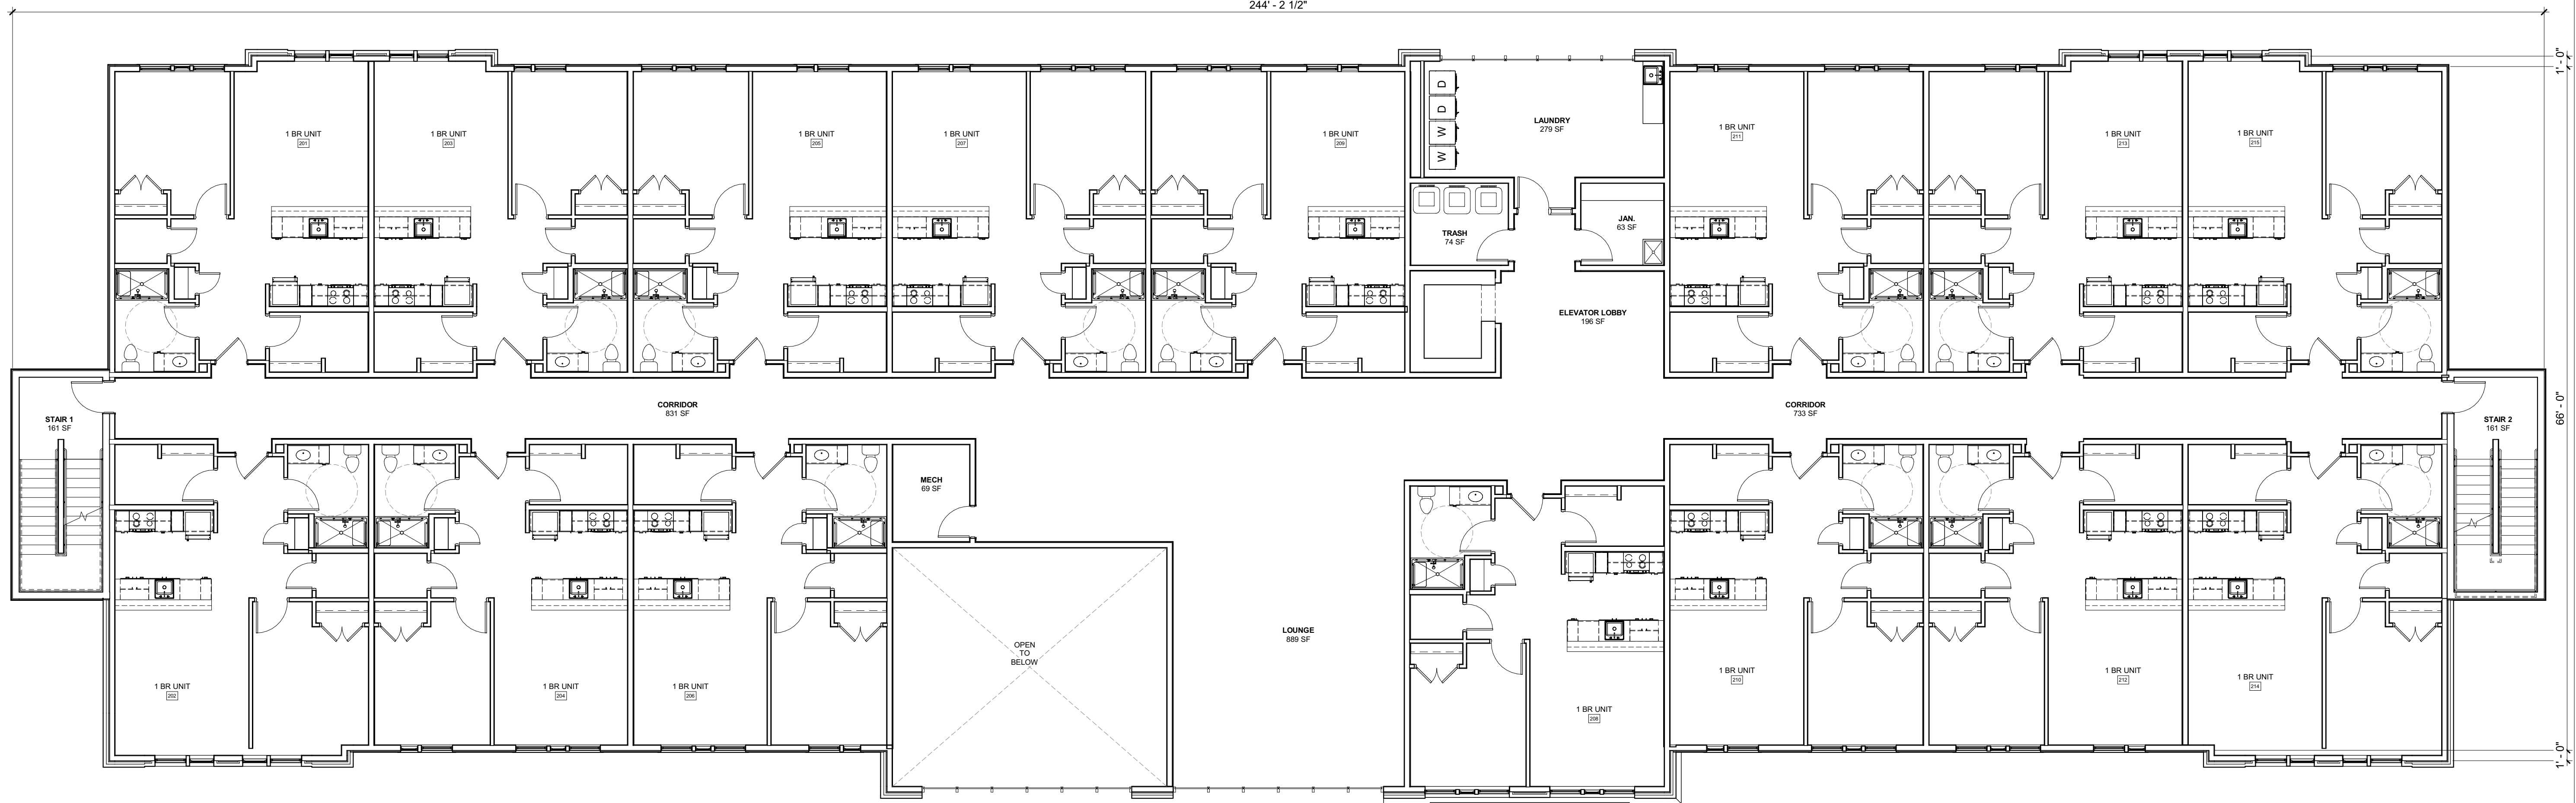 244' - 2 1/2"
1' - 0"
1 BR UNIT
201
1 BR UNIT
203
1 BR UNIT
205
1 BR UNIT
207
1 BR UNIT
209
D
D
W
W
LAUNDRY
279 SF
1 BR UNIT
211
1 BR UNIT
213
1 BR UNIT
215
TRASH
74 SF
JAN.
63 SF
ELEVATOR LOBBY
196 SF
STAIR 1
161 SF
CORRIDOR
831 SF
CORRIDOR
733 SF
STAIR 2
161 SF
66' - 0"
MECH
69 SF
OPEN
TO
BELOW
LOUNGE
889 SF
1 BR UNIT
202
1 BR UNIT
204
1 BR UNIT
206
1 BR UNIT
208
1 BR UNIT
210
1 BR UNIT
212
1 BR UNIT
214
1' - 0"